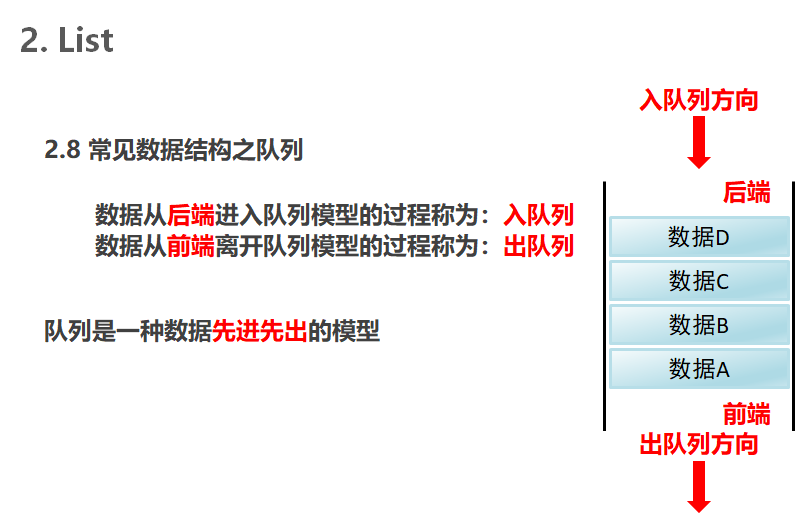 2. List
2.8 常见数据结构之队列
数据从后端进入队列模型的过程称为：入队列
数据从前端离开队列模型的过程称为：出队列
队列是一种数据先进先出的模型
入队列方向
后端
数据D
数据C
数据B
数据A
前端
出队列方向